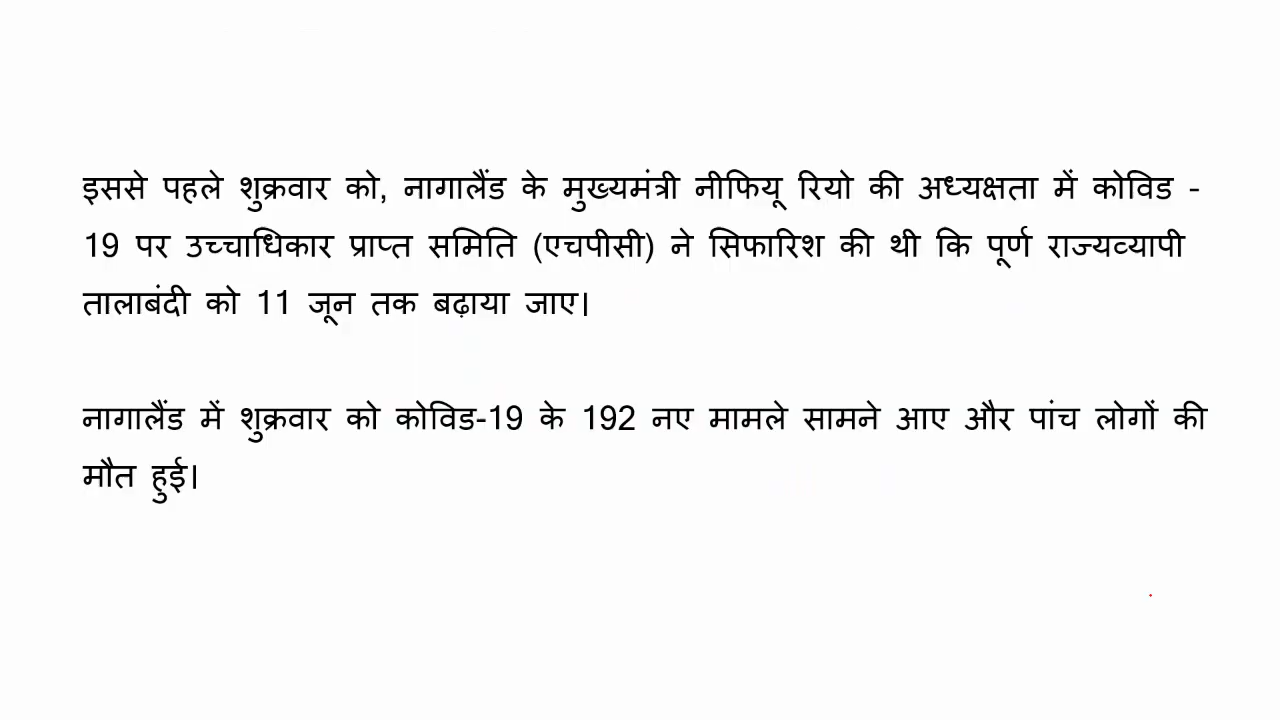 इससे पहले शुक्रवार को, नागालैंड के मुख्यमंत्री नीफियू रियो की अध्यक्षता में कोविड -
19 पर उच्चाधिकार प्राप्त समिति (एचपीसी) ने सिफारिश की थी कि पूर्ण राज्यव्यापी
तालाबंदी को 11 जून तक बढ़ाया जाए।
नागालैंड में शुक्रवार को कोविड-19 के 192 नए मामले सामने आए और पांच लोगों की
मौत हुई।